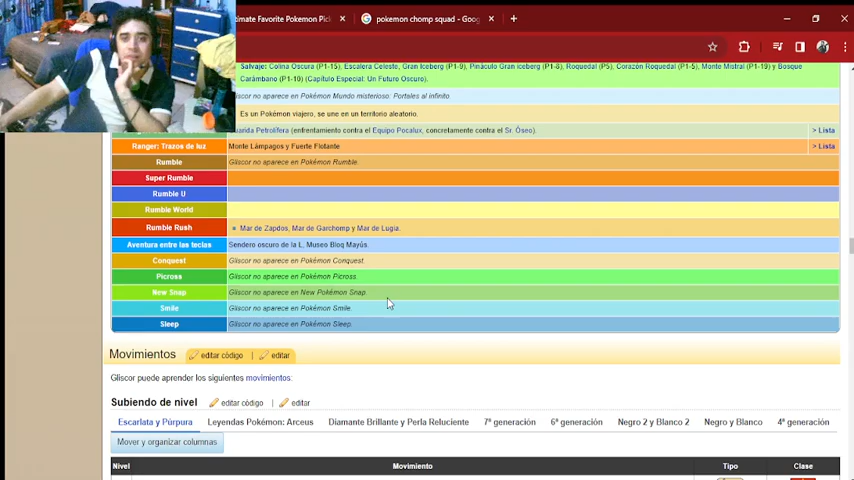 timate Favorite Pokemon Pick
pokemon chomp squad - Goog
Salvaje: Colina Oscura (P1-15), Escalera Celeste, Gran Iceberg (P1-9), Pináculo Gran Iceberg (P1-8), Roquedal (P5), Corazón Roquedal (P1-5), Monte Mistral (P1-19) y Bosque
Carámbano (P1-19) (Capítulo Especial: Un Futuro Oscuro).
Gliscor no aparece en Pokémon Mundo misterioso: Portales al infinito.
Es un Pokémon viajero, se une en un territorio aleatorio.
Guarida Petrolífera (enfrentamiento contra el Equipo Pocalux, concretamente contra el Sr. Óseo). > Lista
Ranger: Trazos de luz Monte Lámpagos y Fuerte Flotante > Lista
Rumble Gliscor no aparece en Pokémon Rumble.
Super Rumble
Rumble U
Rumble World
Rumble Rush Mar de Zapdos, Mar de Garchomp y Mar de Lugia.
Aventura entre las teclas Sendero oscuro de la L, Museo Bloq Mayús.
Conquest Gliscor no aparece en Pokémon Conquest.
Picross Gliscor no aparece en Pokémon Picross.
New Snap Gliscor no aparece en New Pokémon Snap
Smile Gliscor no aparece en Pokémon Smile.
Sleep Gliscor no aparece en Pokémon Sleep.
Movimientos editar código | editar
Gliscor puede aprender los siguientes movimientos:
Subiendo de nivel editar código | editar
Escarlata y Púrpura Leyendas Pokémon: Arceus Diamante Brillante y Perla Reluciente 7ª generación 6ª generación Negro 2 y Blanco 2 Negro y Blanco 4ª generación
Mover y organizar columnas
Nivel Movimiento Tipo Clase